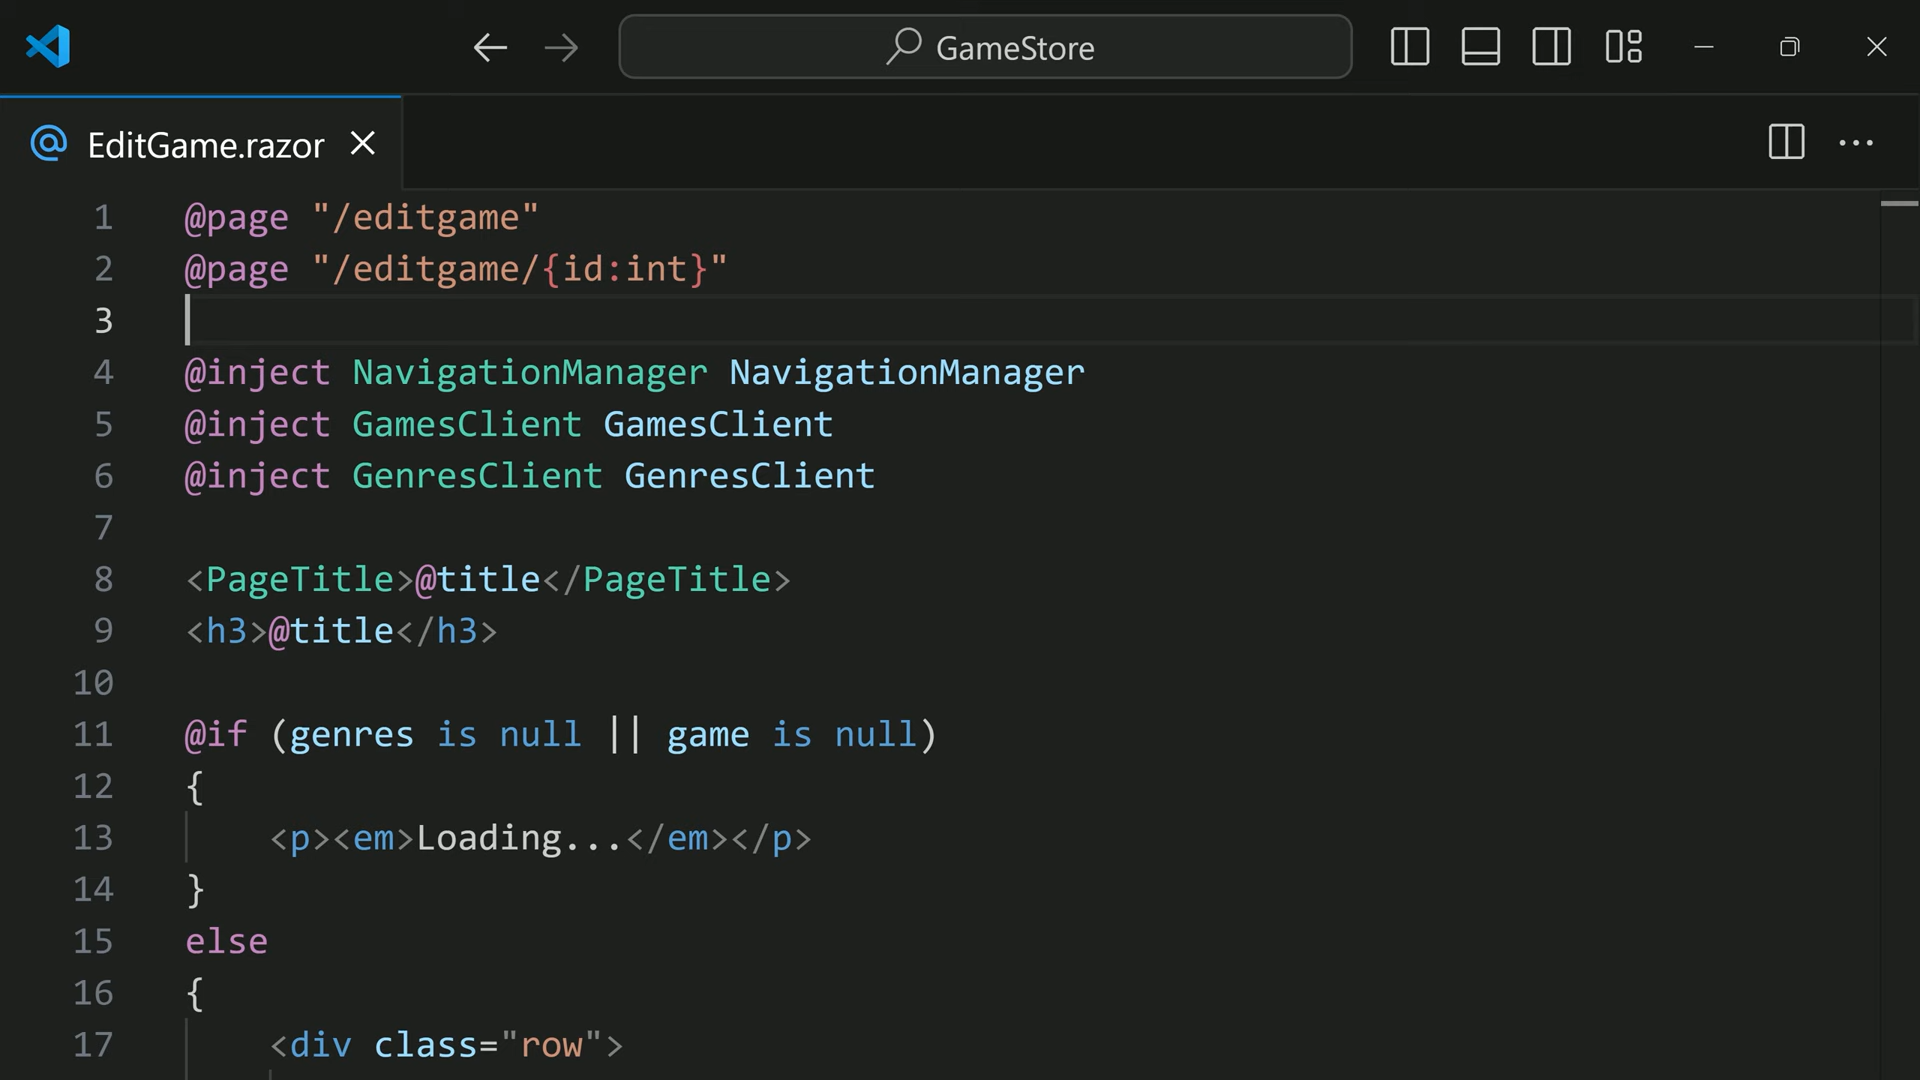 GameStore
EditGame.razor
1 @page "/editgame"
2 @page "/editgame/{id:int}"
3
4 @inject NavigationManager NavigationManager
5 @inject GamesClient GamesClient
6 @inject GenresClient GenresClient
7
8 <PageTitle>@title</PageTitle>
9 <h3>@title</h3>
10
11 @if (genres is null || game is null)
12 {
13     <p><em>Loading...</em></p>
14 }
15 else
16 {
17     <div class="row">